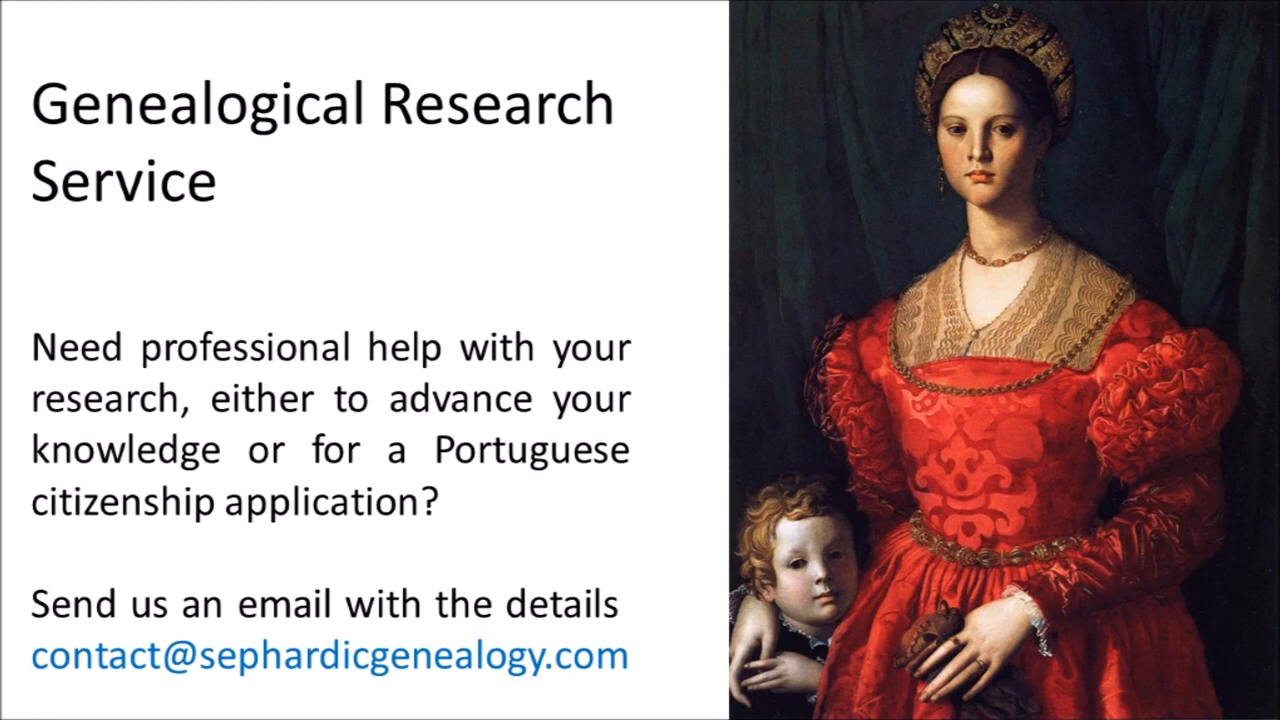 Genealogical Research
Service
Need professional help with your
research, either to advance your
knowledge or for a Portuguese
citizenship application?
Send us an email with the details
contact@sephardicgenealogy.com